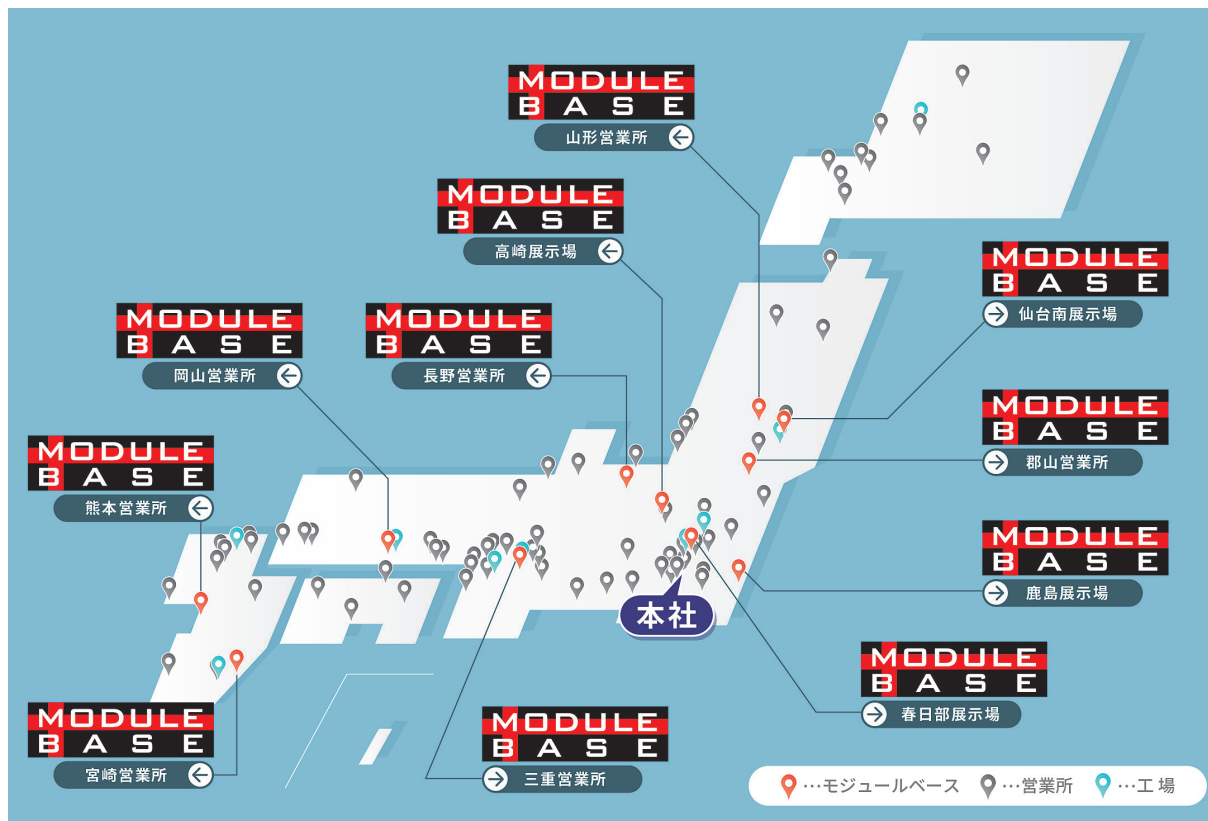 MODULE
BASE
山形営業所
MODULE
BASE
高崎展示場
MODULE
BASE
仙台南展示場
MODULE
BASE
岡山営業所
MODULE
BASE
長野営業所
MODULE
BASE
郡山営業所
MODULE
BASE
熊本営業所
MODULE
BASE
鹿島展示場
本社
MODULE
BASE
春日部展示場
MODULE
BASE
宮崎営業所
MODULE
BASE
三重営業所
…モジュールベース …営業所 …工場